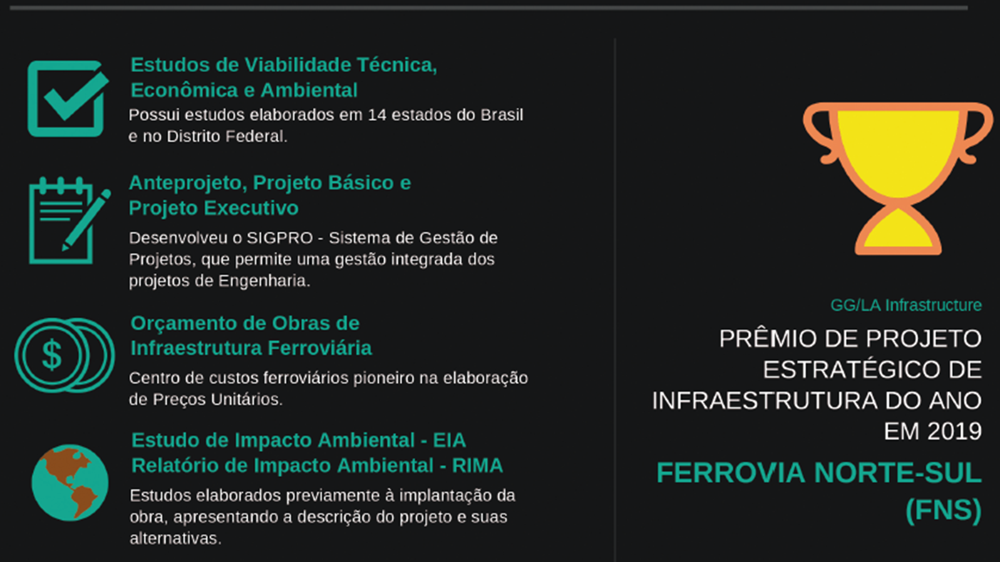 Estudos de Viabilidade Técnica,
Econômica e Ambiental
Possui estudos elaborados em 14 estados do Brasil
e no Distrito Federal.
Anteprojeto, Projeto Básico e
Projeto Executivo
Desenvolveu o SIGPRO - Sistema de Gestão de
Projetos, que permite uma gestão integrada dos
projetos de Engenharia.
$
Orçamento de Obras de
Infraestrutura Ferroviária
Centro de custos ferroviários pioneiro na elaboração
de Preços Unitários.
Estudo de Impacto Ambiental - EIA
Relatório de Impacto Ambiental - RIMA
Estudos elaborados previamente à implantação da
obra, apresentando a descrição do projeto e suas
alternativas.
GG/LA Infrastructure
PRÊMIO DE PROJETO
ESTRATÉGICO DE
INFRAESTRUTURA DO ANO
EM 2019
FERROVIA NORTE-SUL
(FNS)